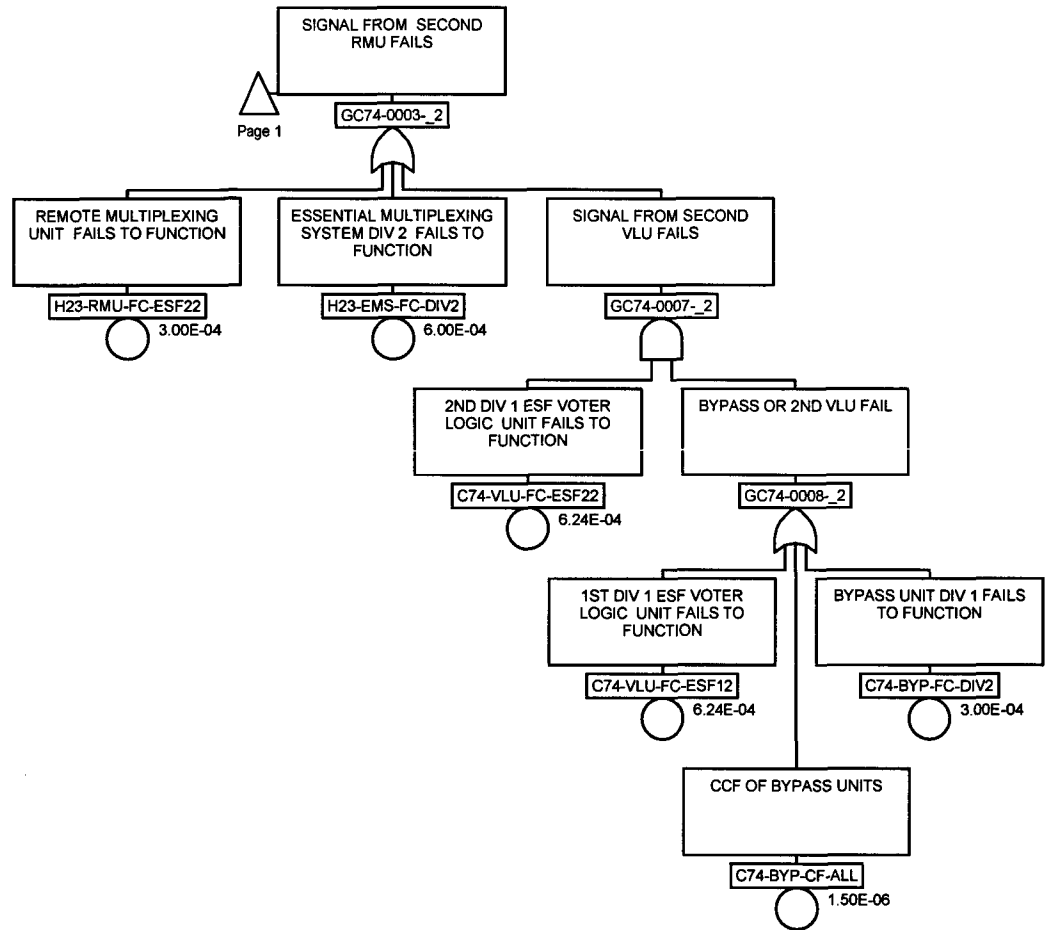 SIGNAL FROM SECOND
RMU FAILS
Page 1
GC74-0003-_2
REMOTE MULTIPLEXING
UNIT FAILS TO FUNCTION
H23-RMU-FC-ESF22
3.00E-04
ESSENTIAL MULTIPLEXING
SYSTEM DIV 2 FAILS TO
FUNCTION
H23-EMS-FC-DIV2
6.00E-04
SIGNAL FROM SECOND
VLU FAILS
GC74-0007-_2
2ND DIV 1 ESF VOTER
LOGIC UNIT FAILS TO
FUNCTION
C74-VLU-FC-ESF22
6.24E-04
BYPASS OR 2ND VLU FAIL
GC74-0008-_2
1ST DIV 1 ESF VOTER
LOGIC UNIT FAILS TO
FUNCTION
C74-VLU-FC-ESF12
6.24E-04
BYPASS UNIT DIV 1 FAILS
TO FUNCTION
C74-BYP-FC-DIV2
3.00E-04
CCF OF BYPASS UNITS
C74-BYP-CF-ALL
1.50E-06